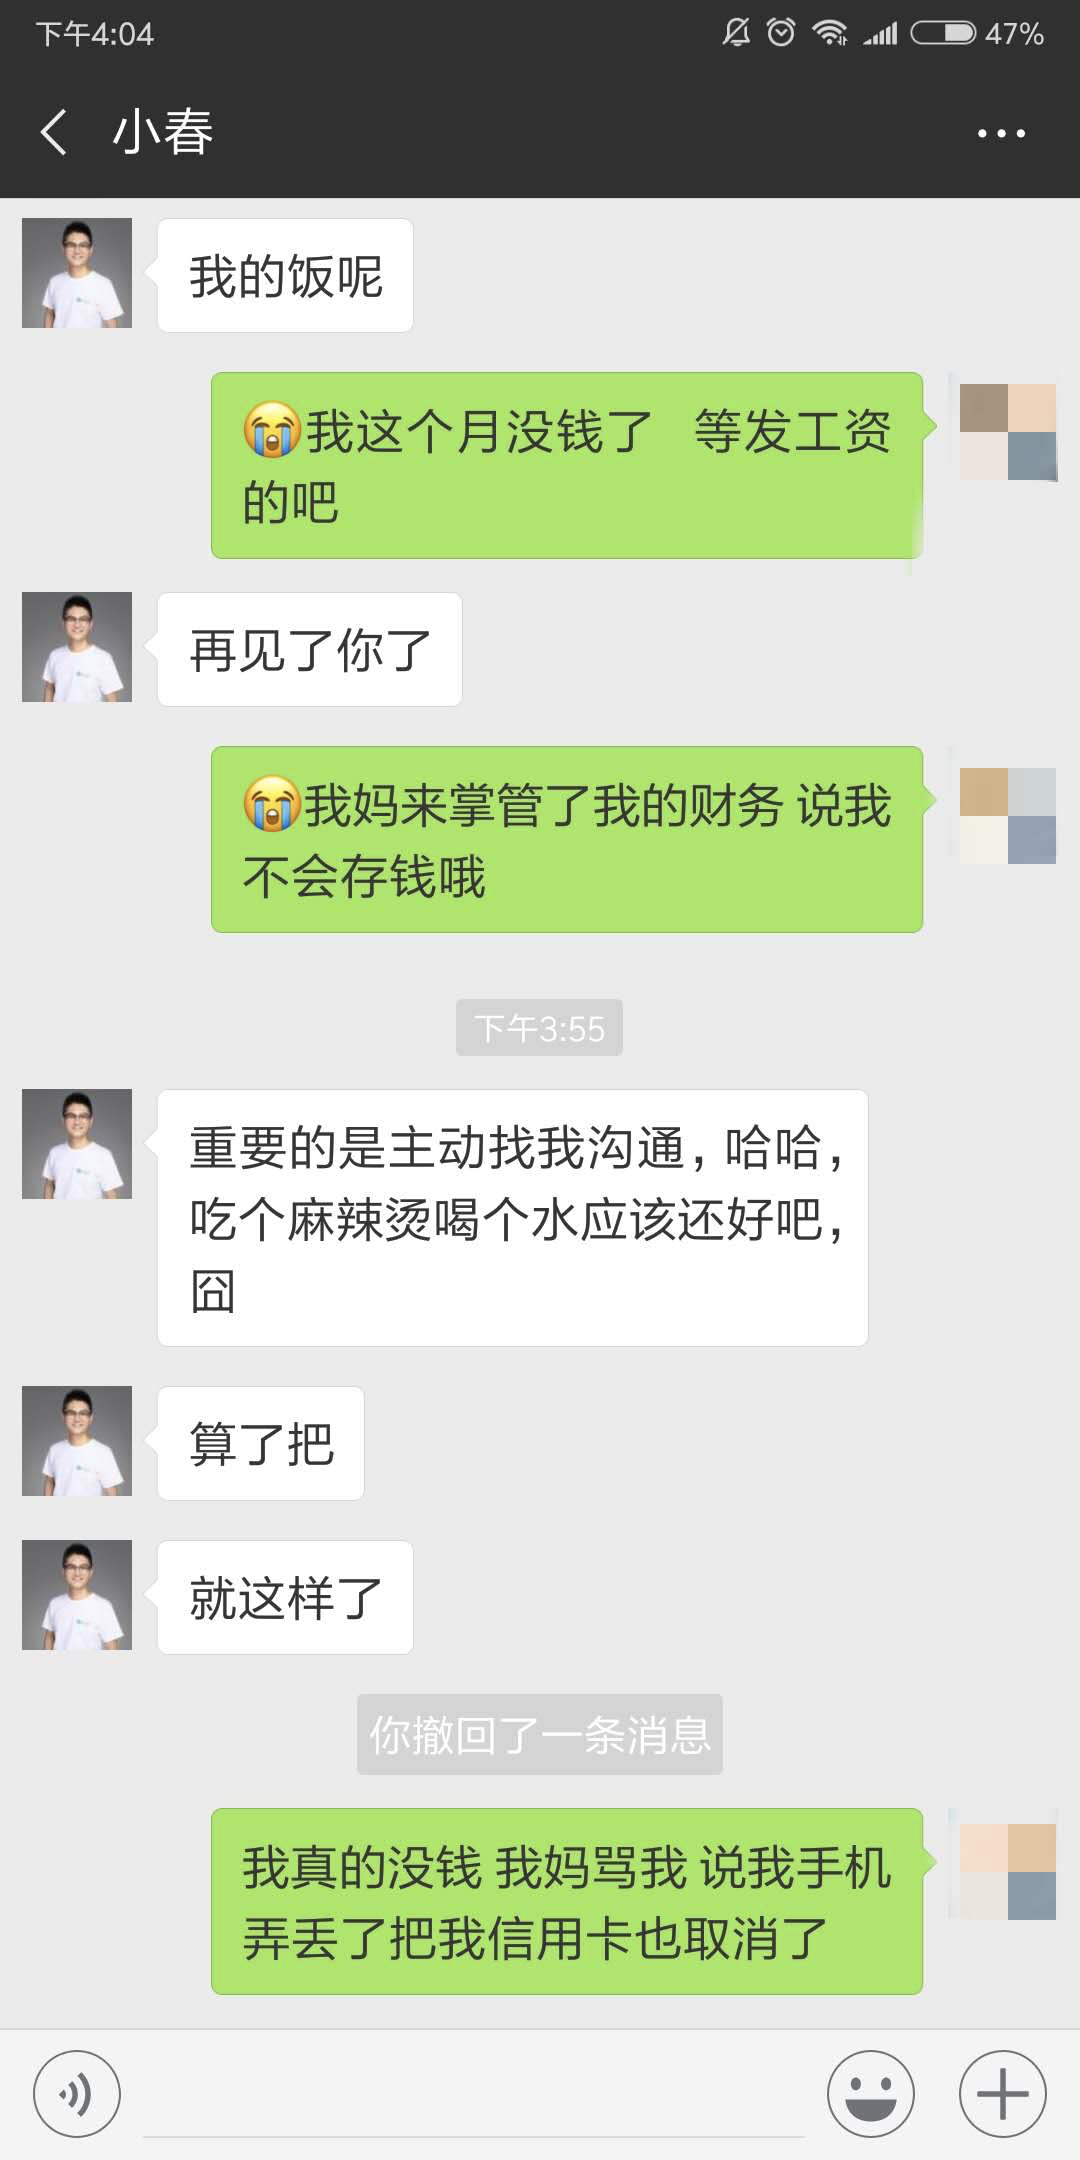 下午4:04
47%
小春
我的饭呢
😭我这个月没钱了 等发工资
的吧
再见了你了
😭我妈来掌管了我的财务 说我
不会存钱哦
下午3:55
重要的是主动找我沟通，哈哈，
吃个麻辣烫喝个水应该还好吧，
囧
算了把
就这样了
你撤回了一条消息
我真的没钱 我妈骂我 说我手机
弄丢了把我信用卡也取消了